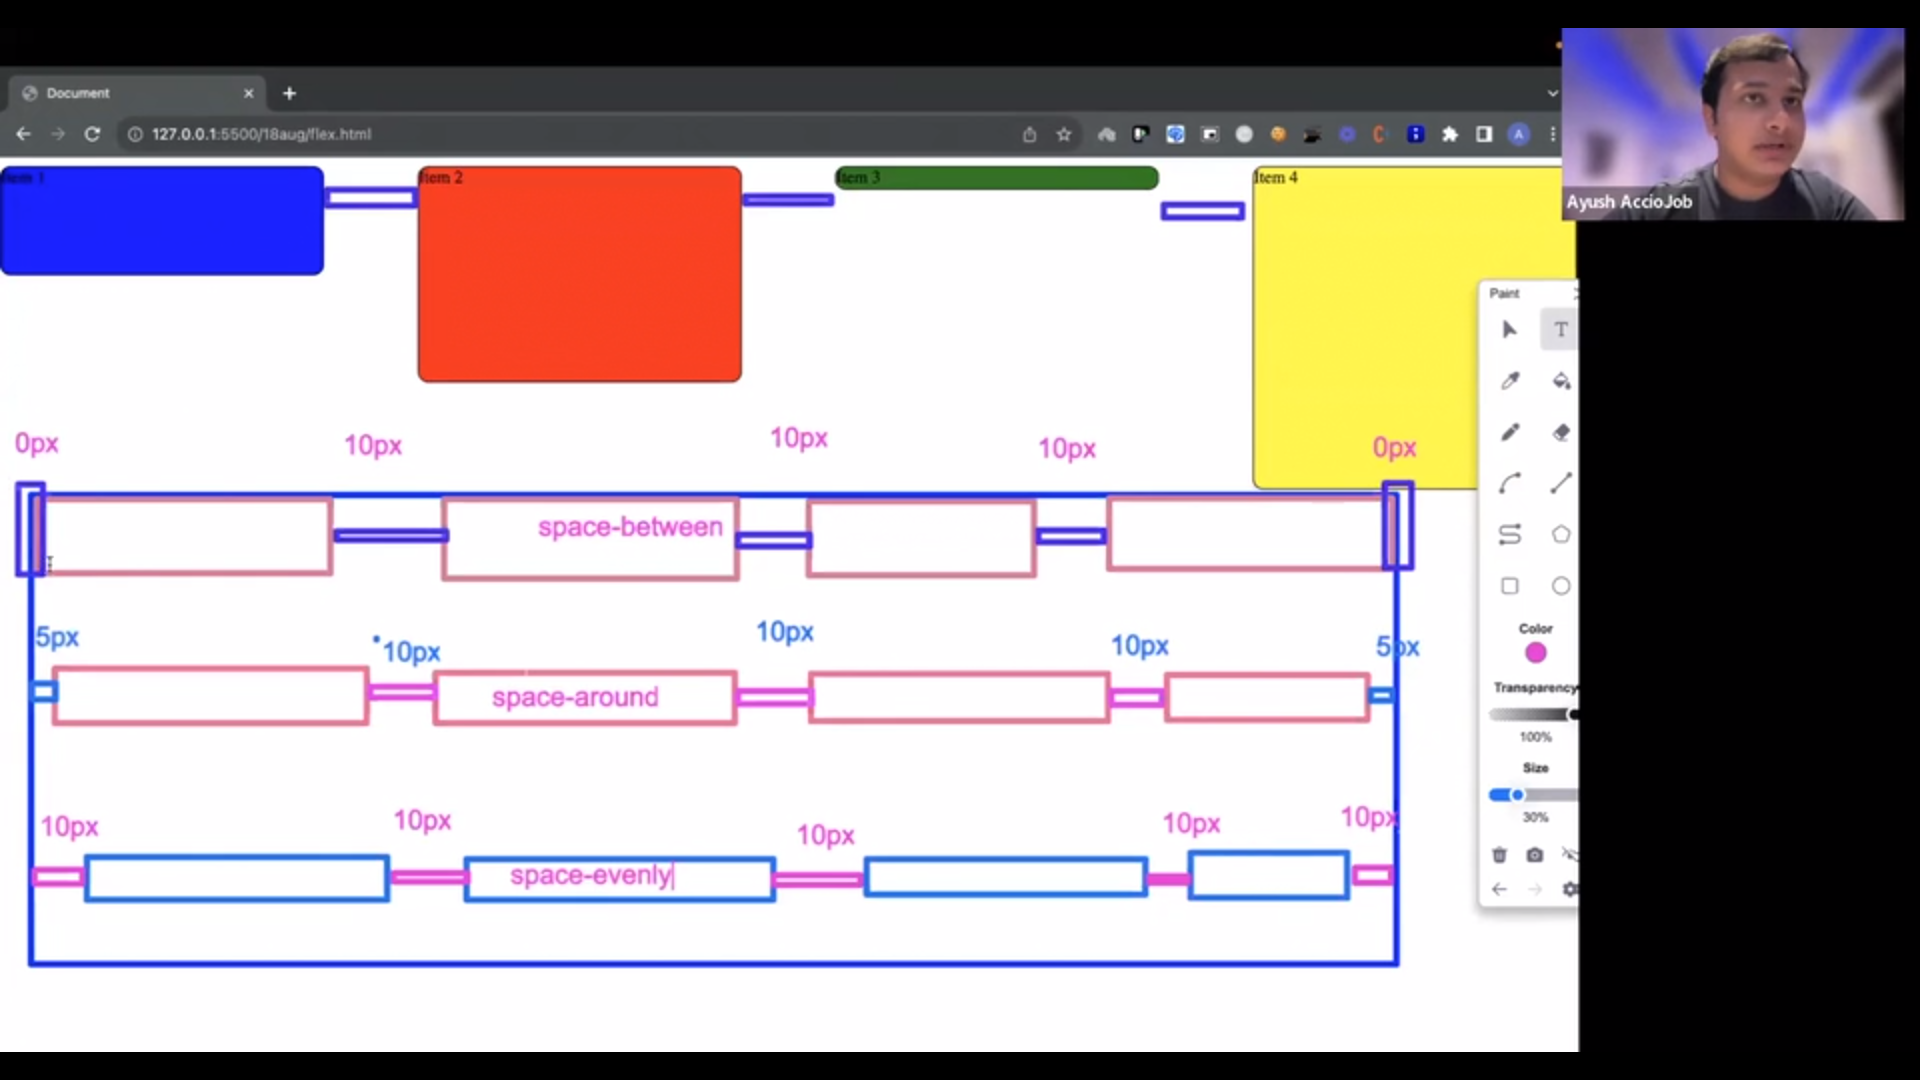 Document
127.0.0.1:5500/18aug/flex.html
A
Ayush AccioJob
Item 1
Item 2
Item 3
Item 4
Paint
T
0px
10px
10px
10px
0px
space-between
5px
10px
10px
10px
5px
space-around
Color
Transparency
100%
Size
30%
10px
10px
10px
10px
10px
space-evenly